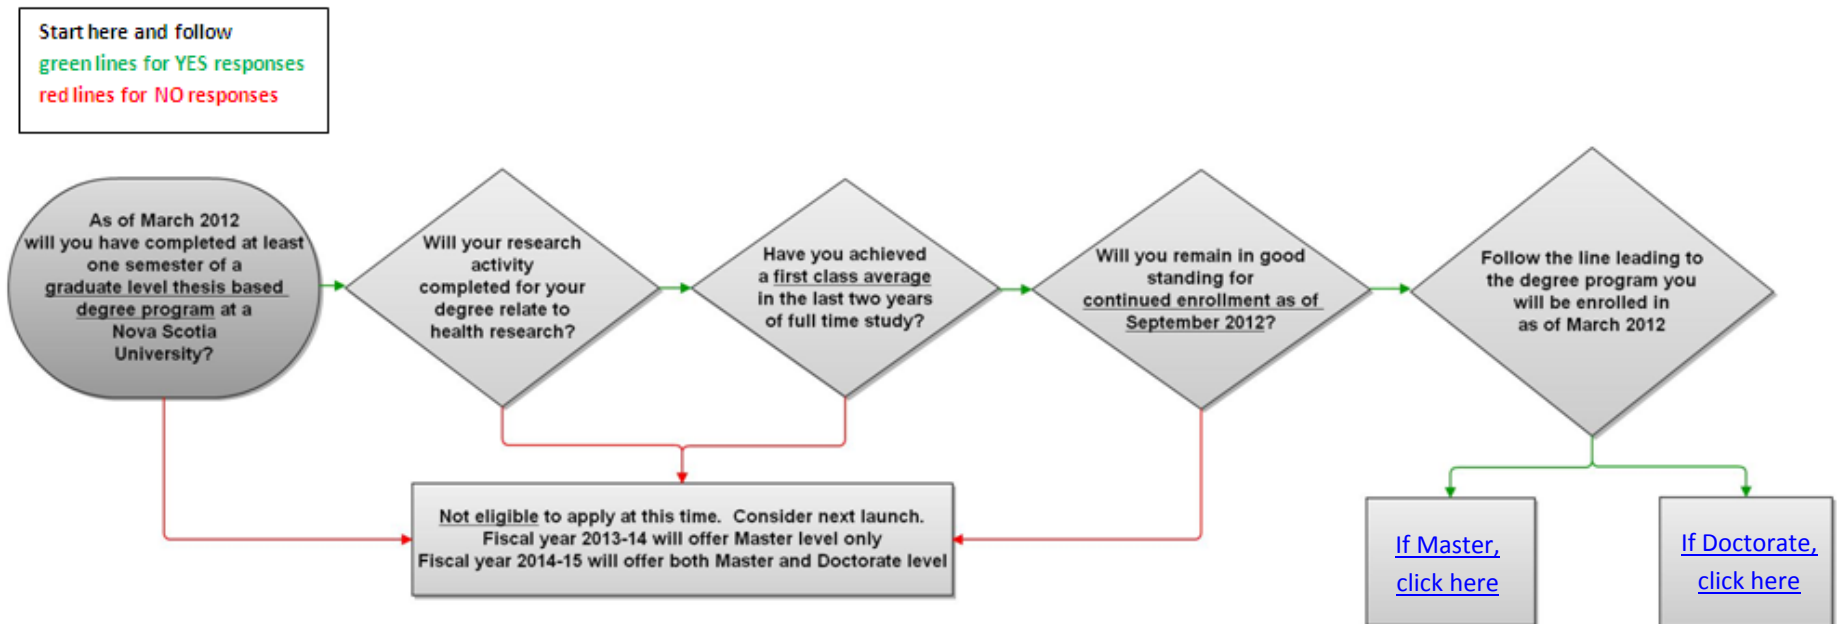 Start here and follow
green lines for YES responses
red lines for NO responses
As of March 2012
will you have completed at least
one semester of a
graduate level thesis based
degree program at a
Nova Scotia
University?
Will your research
activity
completed for your
degree relate to
health research?
Have you achieved
a first class average
in the last two years
of full time study?
Will you remain in good
standing for
continued enrollment as of
September 2012?
Follow the line leading to
the degree program you
will be enrolled in
as of March 2012
Not eligible to apply at this time. Consider next launch.
Fiscal year 2013-14 will offer Master level only
Fiscal year 2014-15 will offer both Master and Doctorate level
If Master,
click here
If Doctorate,
click here